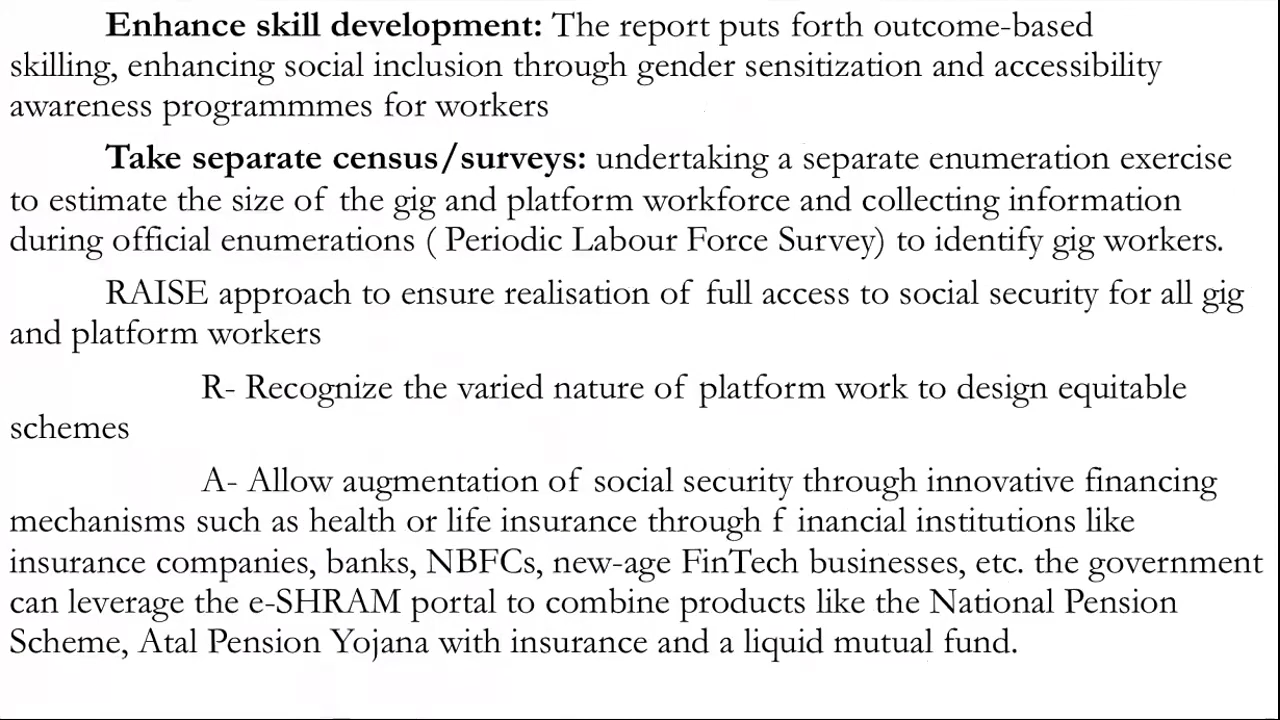 Enhance skill development: The report puts forth outcome-based
skilling, enhancing social inclusion through gender sensitization and accessibility
awareness programmmes for workers
Take separate census/surveys: undertaking a separate enumeration exercise
to estimate the size of the gig and platform workforce and collecting information
during official enumerations ( Periodic Labour Force Survey) to identify gig workers.
RAISE approach to ensure realisation of full access to social security for all gig
and platform workers
R- Recognize the varied nature of platform work to design equitable
schemes
A- Allow augmentation of social security through innovative financing
mechanisms such as health or life insurance through f inancial institutions like
insurance companies, banks, NBFCs, new-age FinTech businesses, etc. the government
can leverage the e-SHRAM portal to combine products like the National Pension
Scheme, Atal Pension Yojana with insurance and a liquid mutual fund.